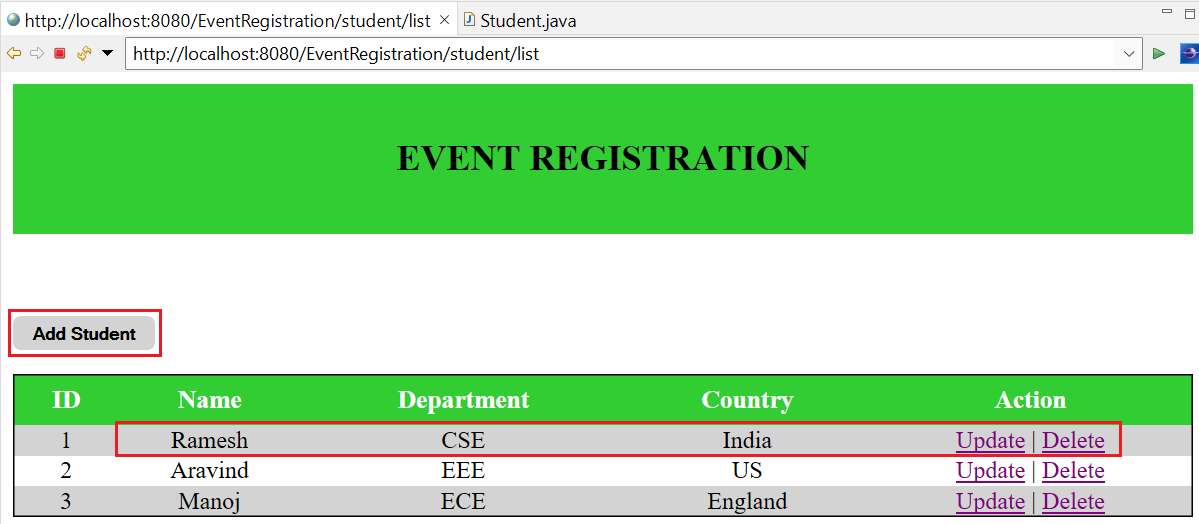 http://localhost:8080/EventRegistration/student/list Student.java
http://localhost:8080/EventRegistration/student/list
EVENT REGISTRATION
Add Student
ID Name Department Country Action
1 Ramesh CSE India Update | Delete
2 Aravind EEE US Update | Delete
3 Manoj ECE England Update | Delete